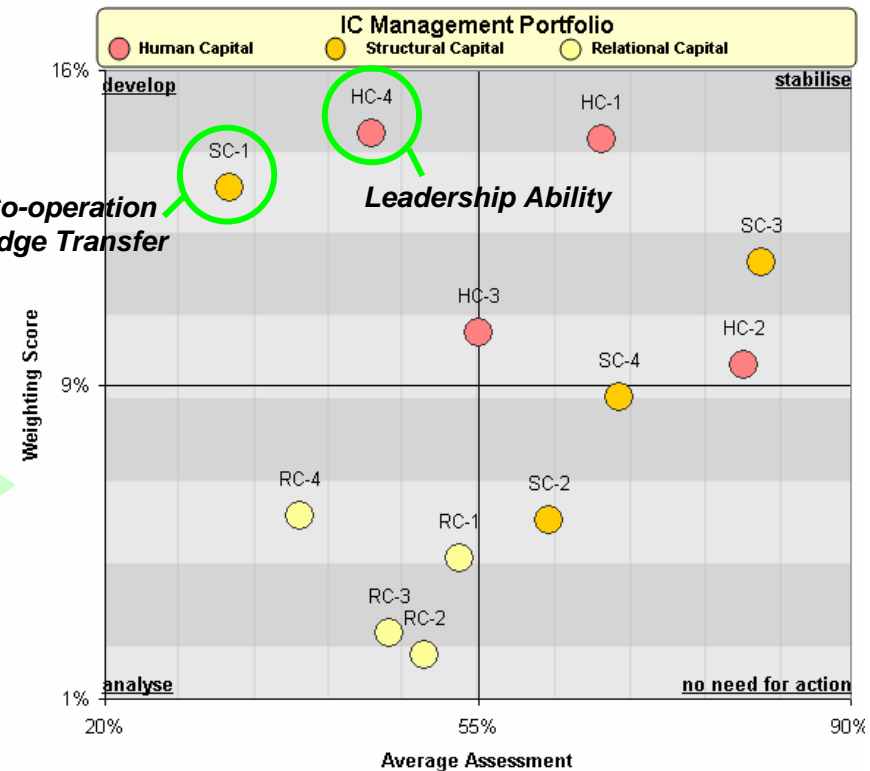 IC Management Portfolio
Human Capital Structural Capital Relational Capital
16%
develop
stabilise
HC-4
HC-1
SC-1
Leadership Ability
Co-operation
Transfer
SC-3
HC-3
HC-2
SC-4
Weighting Score
9%
RC-4
SC-2
RC-1
RC-3
RC-2
analyse
no need for action
1%
20%
55%
90%
Average Assessment